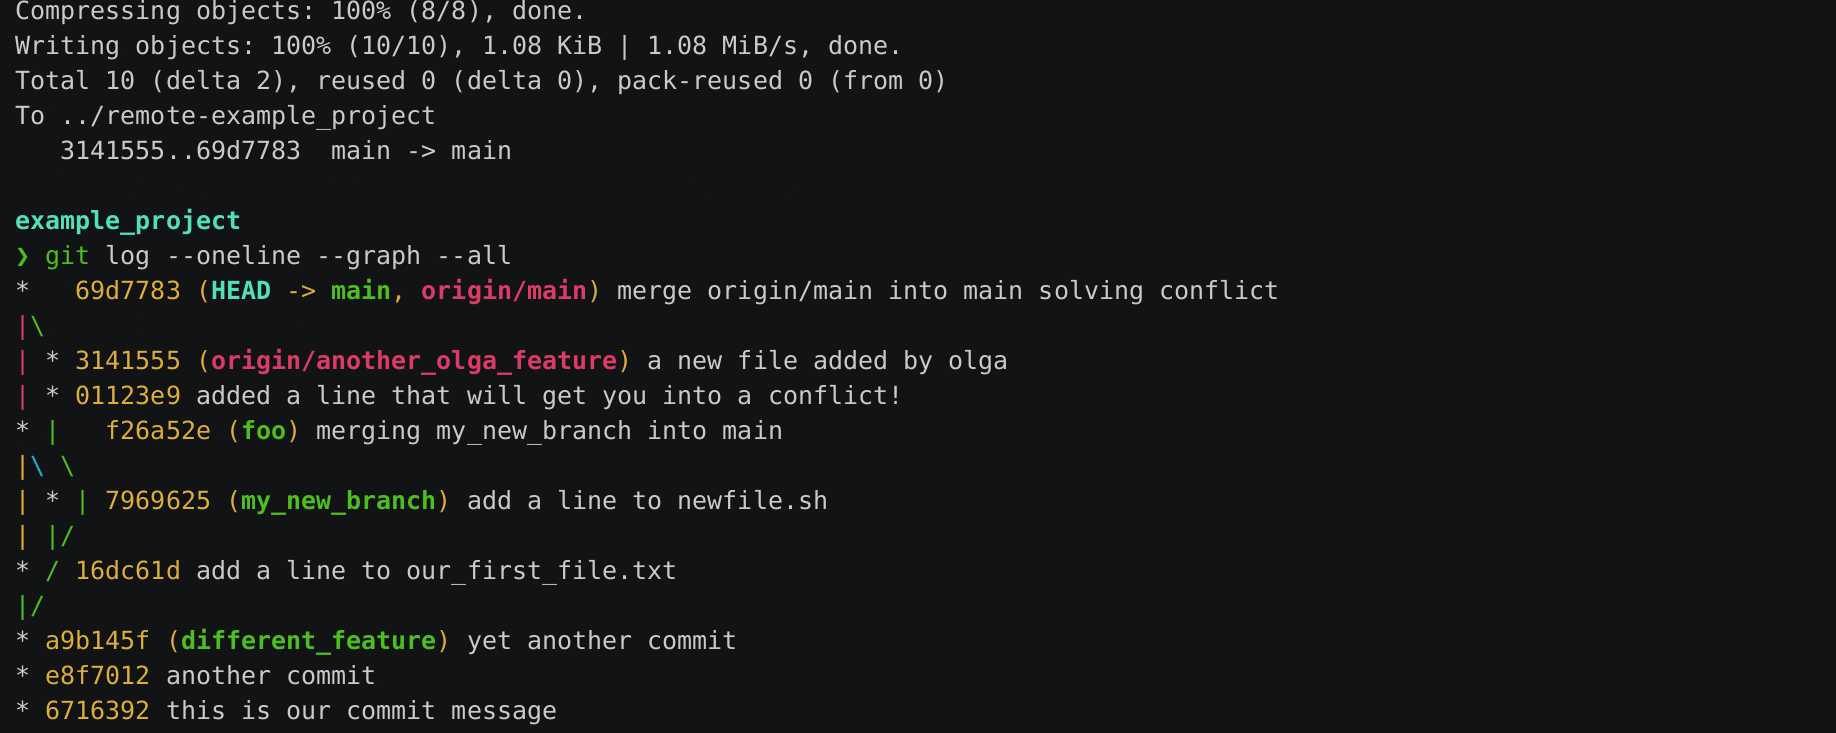 Compressing objects: 100% (8/8), done.
Writing objects: 100% (10/10), 1.08 KiB | 1.08 MiB/s, done.
Total 10 (delta 2), reused 0 (delta 0), pack-reused 0 (from 0)
To ../remote-example_project
   3141555..69d7783  main -> main

example_project
❯ git log --oneline --graph --all
*   69d7783 (HEAD -> main, origin/main) merge origin/main into main solving conflict
|\
| * 3141555 (origin/another_olga_feature) a new file added by olga
| * 01123e9 added a line that will get you into a conflict!
* |   f26a52e (foo) merging my_new_branch into main
|\ \
| * | 7969625 (my_new_branch) add a line to newfile.sh
| |/
* / 16dc61d add a line to our_first_file.txt
|/
* a9b145f (different_feature) yet another commit
* e8f7012 another commit
* 6716392 this is our commit message